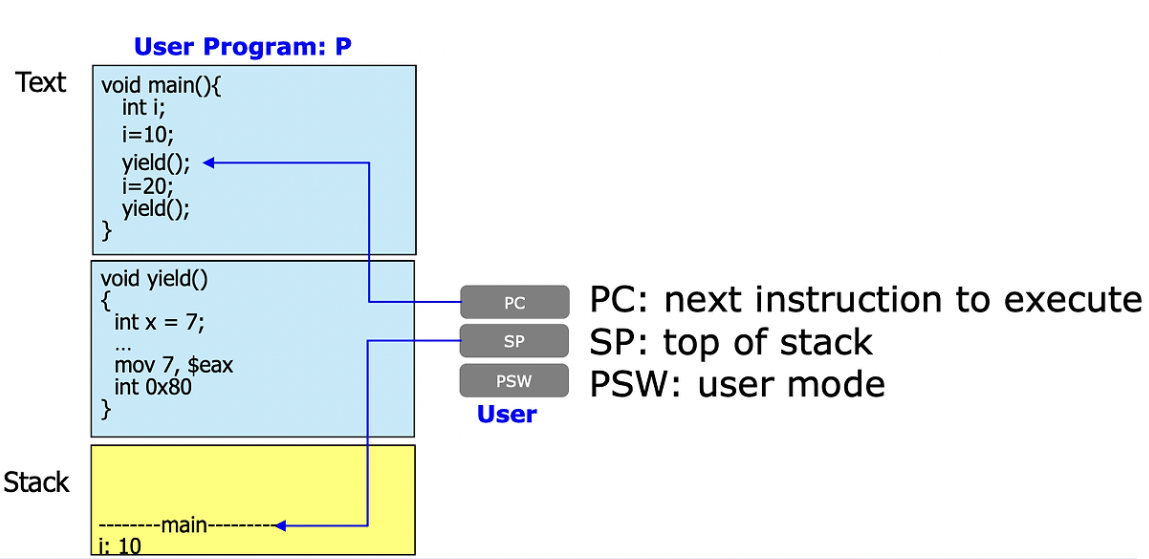 User Program: P
Text
void main(){
int i;
i=10;
yield();
i=20;
yield();
}
void yield()
{
int x = 7;
...
mov 7, $eax
int 0x80
}
PC
PC: next instruction to execute
SP
SP: top of stack
PSW
PSW: user mode
User
Stack
--------main---------
i: 10